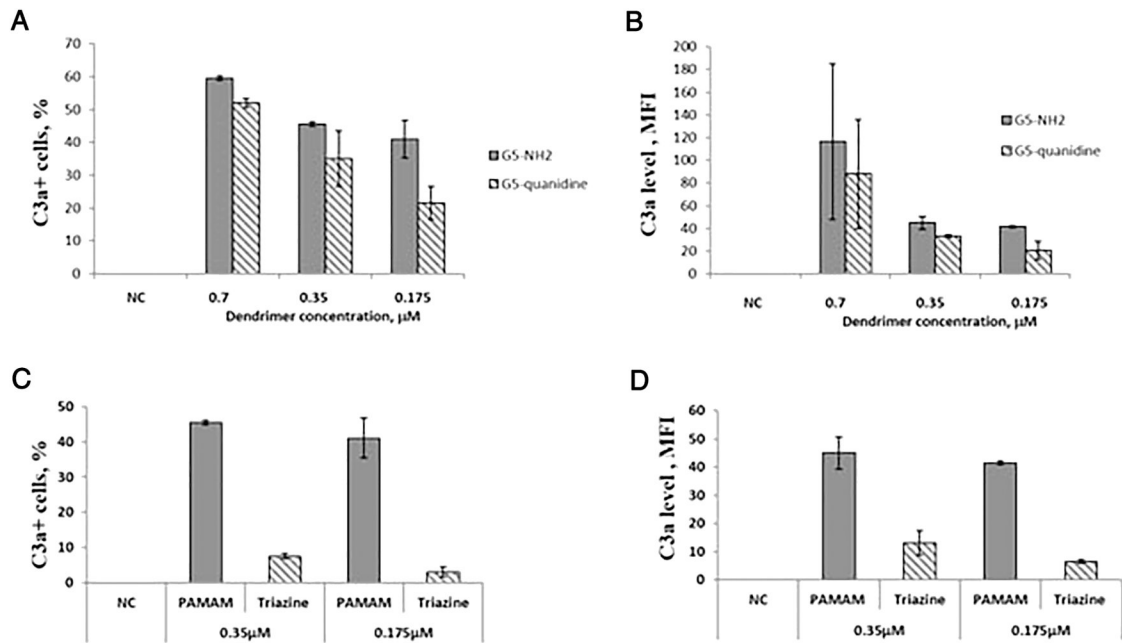 A
C3a+ cells, %
70
60
50
40
30
20
10
0
NC
0.7
0.35
0.175
Dendrimer concentration, µM
G5-NH2
G5-quanidine
B
C3a level , MFI
200
180
160
140
120
100
80
60
40
20
0
NC
0.7
0.35
0.175
Dendrimer concentration, µM
G5-NH2
G5-quanidine
C
C3a+ cells, %
50
40
30
20
10
0
NC
PAMAM
Triazine
PAMAM
Triazine
0.35µM
0.175µM
D
C3a level , MFI
60
50
40
30
20
10
0
NC
PAMAM
Triazine
PAMAM
Triazine
0.35µM
0.175µM